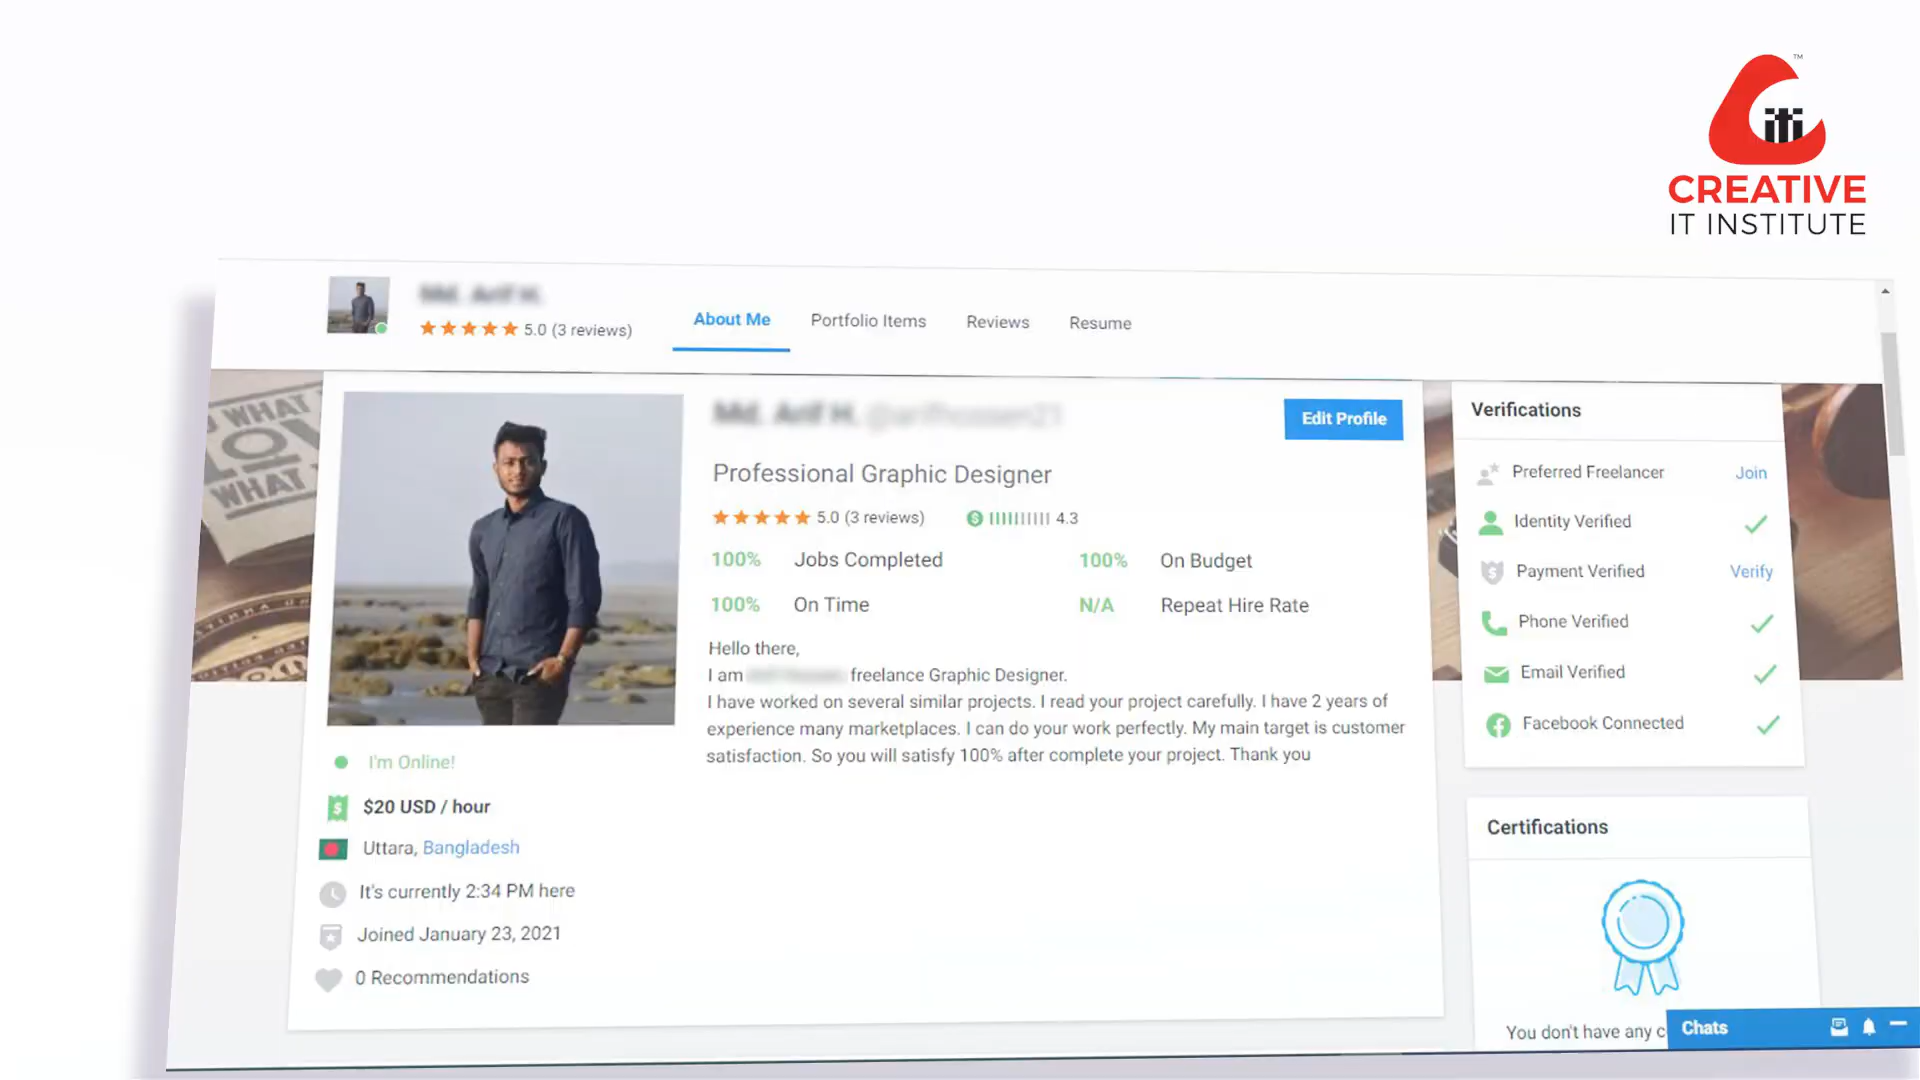 TM
iti
CREATIVE
IT INSTITUTE
5.0 (3 reviews)
About Me
Portfolio Items
Reviews
Resume
Edit Profile
Professional Graphic Designer
5.0 (3 reviews)
4.3
100% Jobs Completed
100% On Budget
100% On Time
N/A Repeat Hire Rate
Hello there,
I am freelance Graphic Designer.
I have worked on several similar projects. I read your project carefully. I have 2 years of
experience many marketplaces. I can do your work perfectly. My main target is customer
satisfaction. So you will satisfy 100% after complete your project. Thank you
I'm Online!
$20 USD / hour
Uttara, Bangladesh
It's currently 2:34 PM here
Joined January 23, 2021
0 Recommendations
Verifications
Preferred Freelancer Join
Identity Verified
Payment Verified Verify
Phone Verified
Email Verified
Facebook Connected
Certifications
You don't have any c
Chats
WHAT
LOV
WHAT